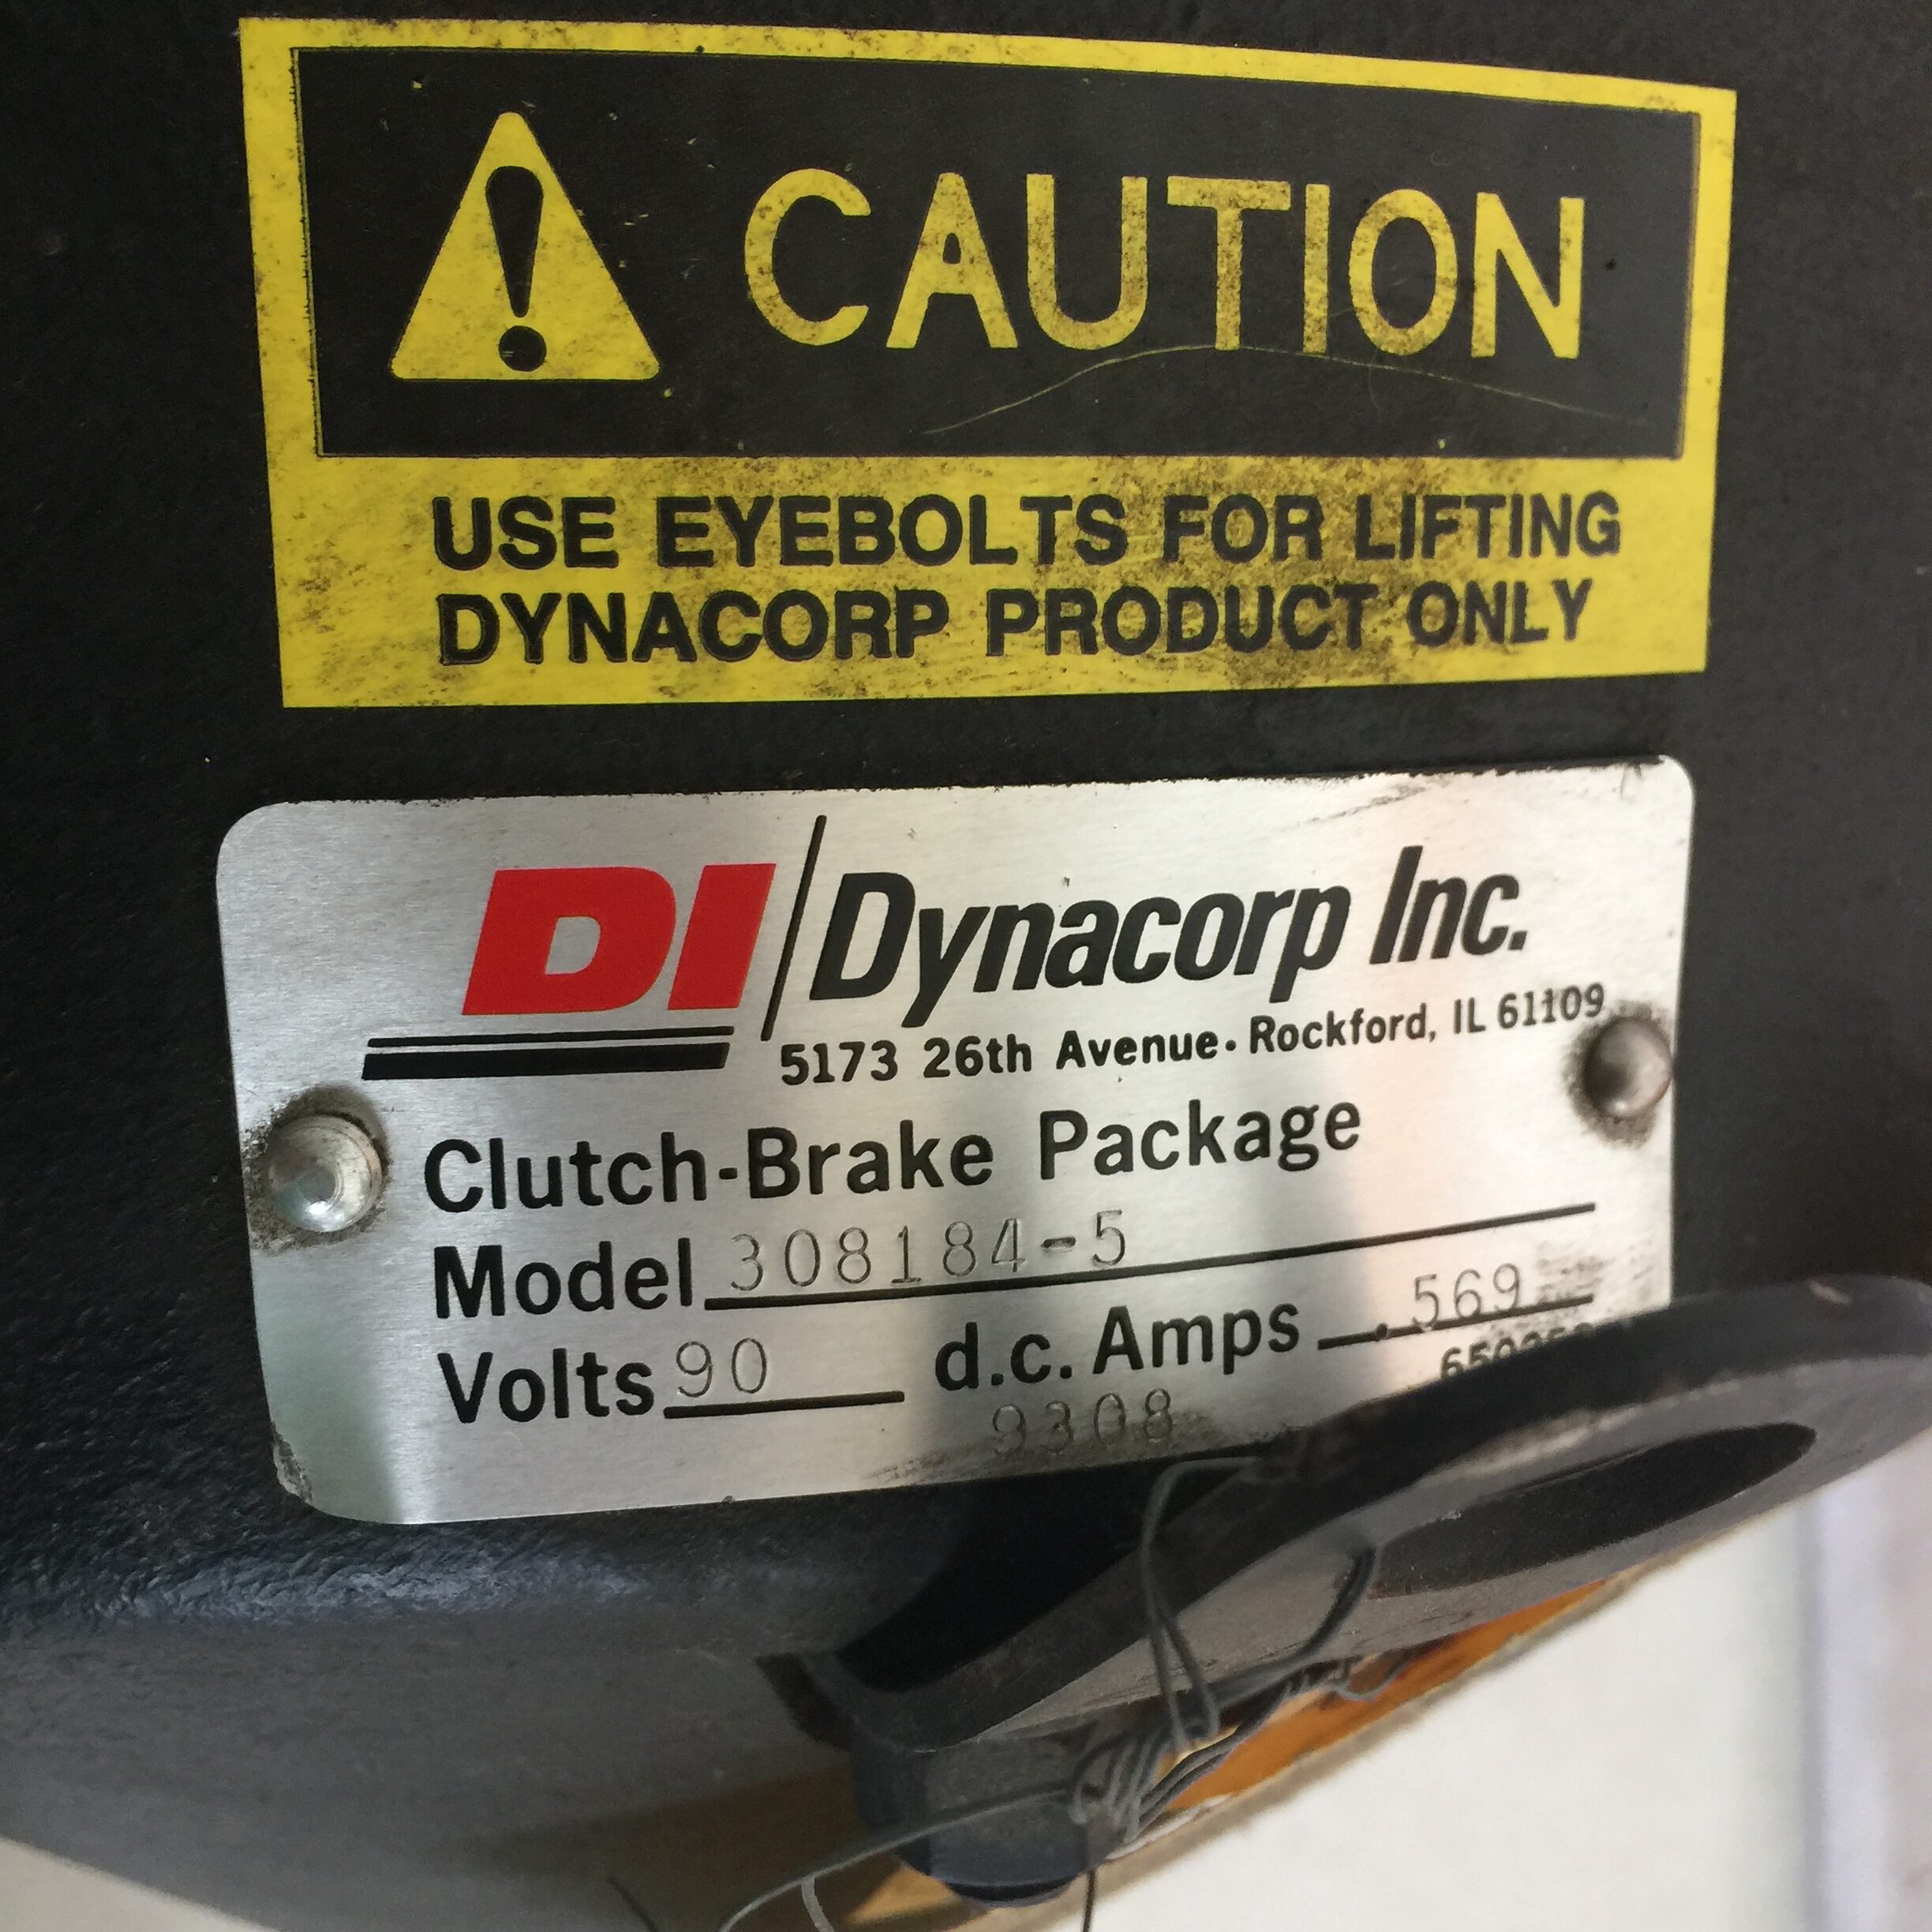 CAUTION
USE EYEBOLTS FOR LIFTING
DYNACORP PRODUCT ONLY
DI Dynacorp Inc.
5173 26th Avenue • Rockford, IL 61109
Clutch-Brake Package
Model 308184-5
Volts 90 d.c. Amps .569
9308